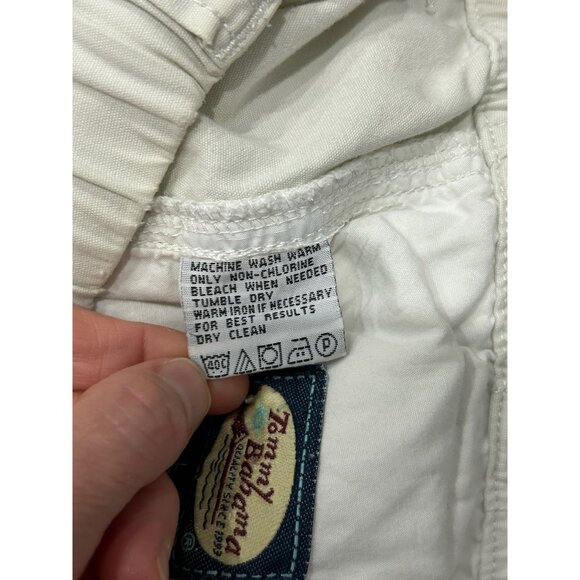 MACHINE WASH WARM
ONLY NON-CHLORINE
BLEACH WHEN NEEDED
TUMBLE DRY
WARM IRON IF NECESSARY
FOR BEST RESULTS
DRY CLEAN
40C P
Tommy
Bahama
QUALITY SINCE 1993
®